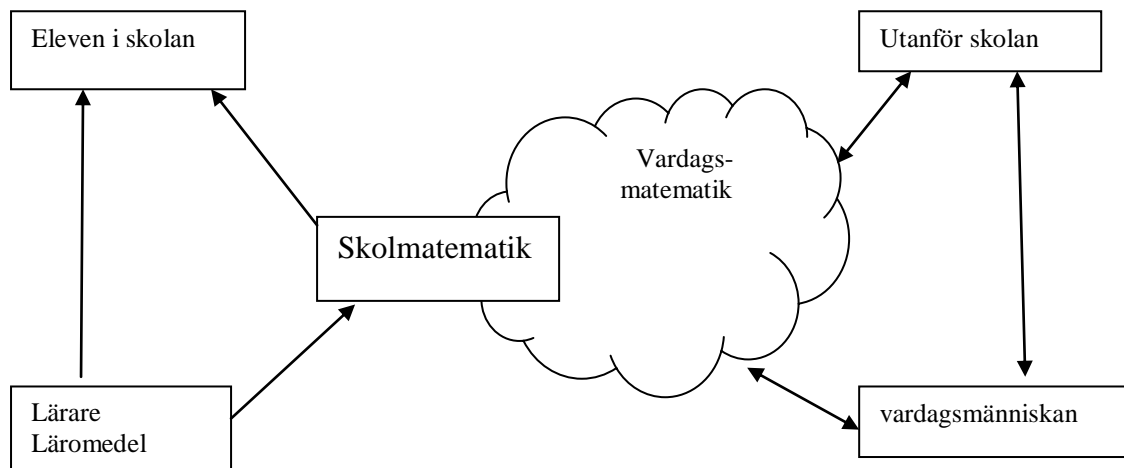 Eleven i skolan
Utanför skolan
Vardags-
matematik
Skolmatematik
Lärare
Läromedel
vardagsmänniskan